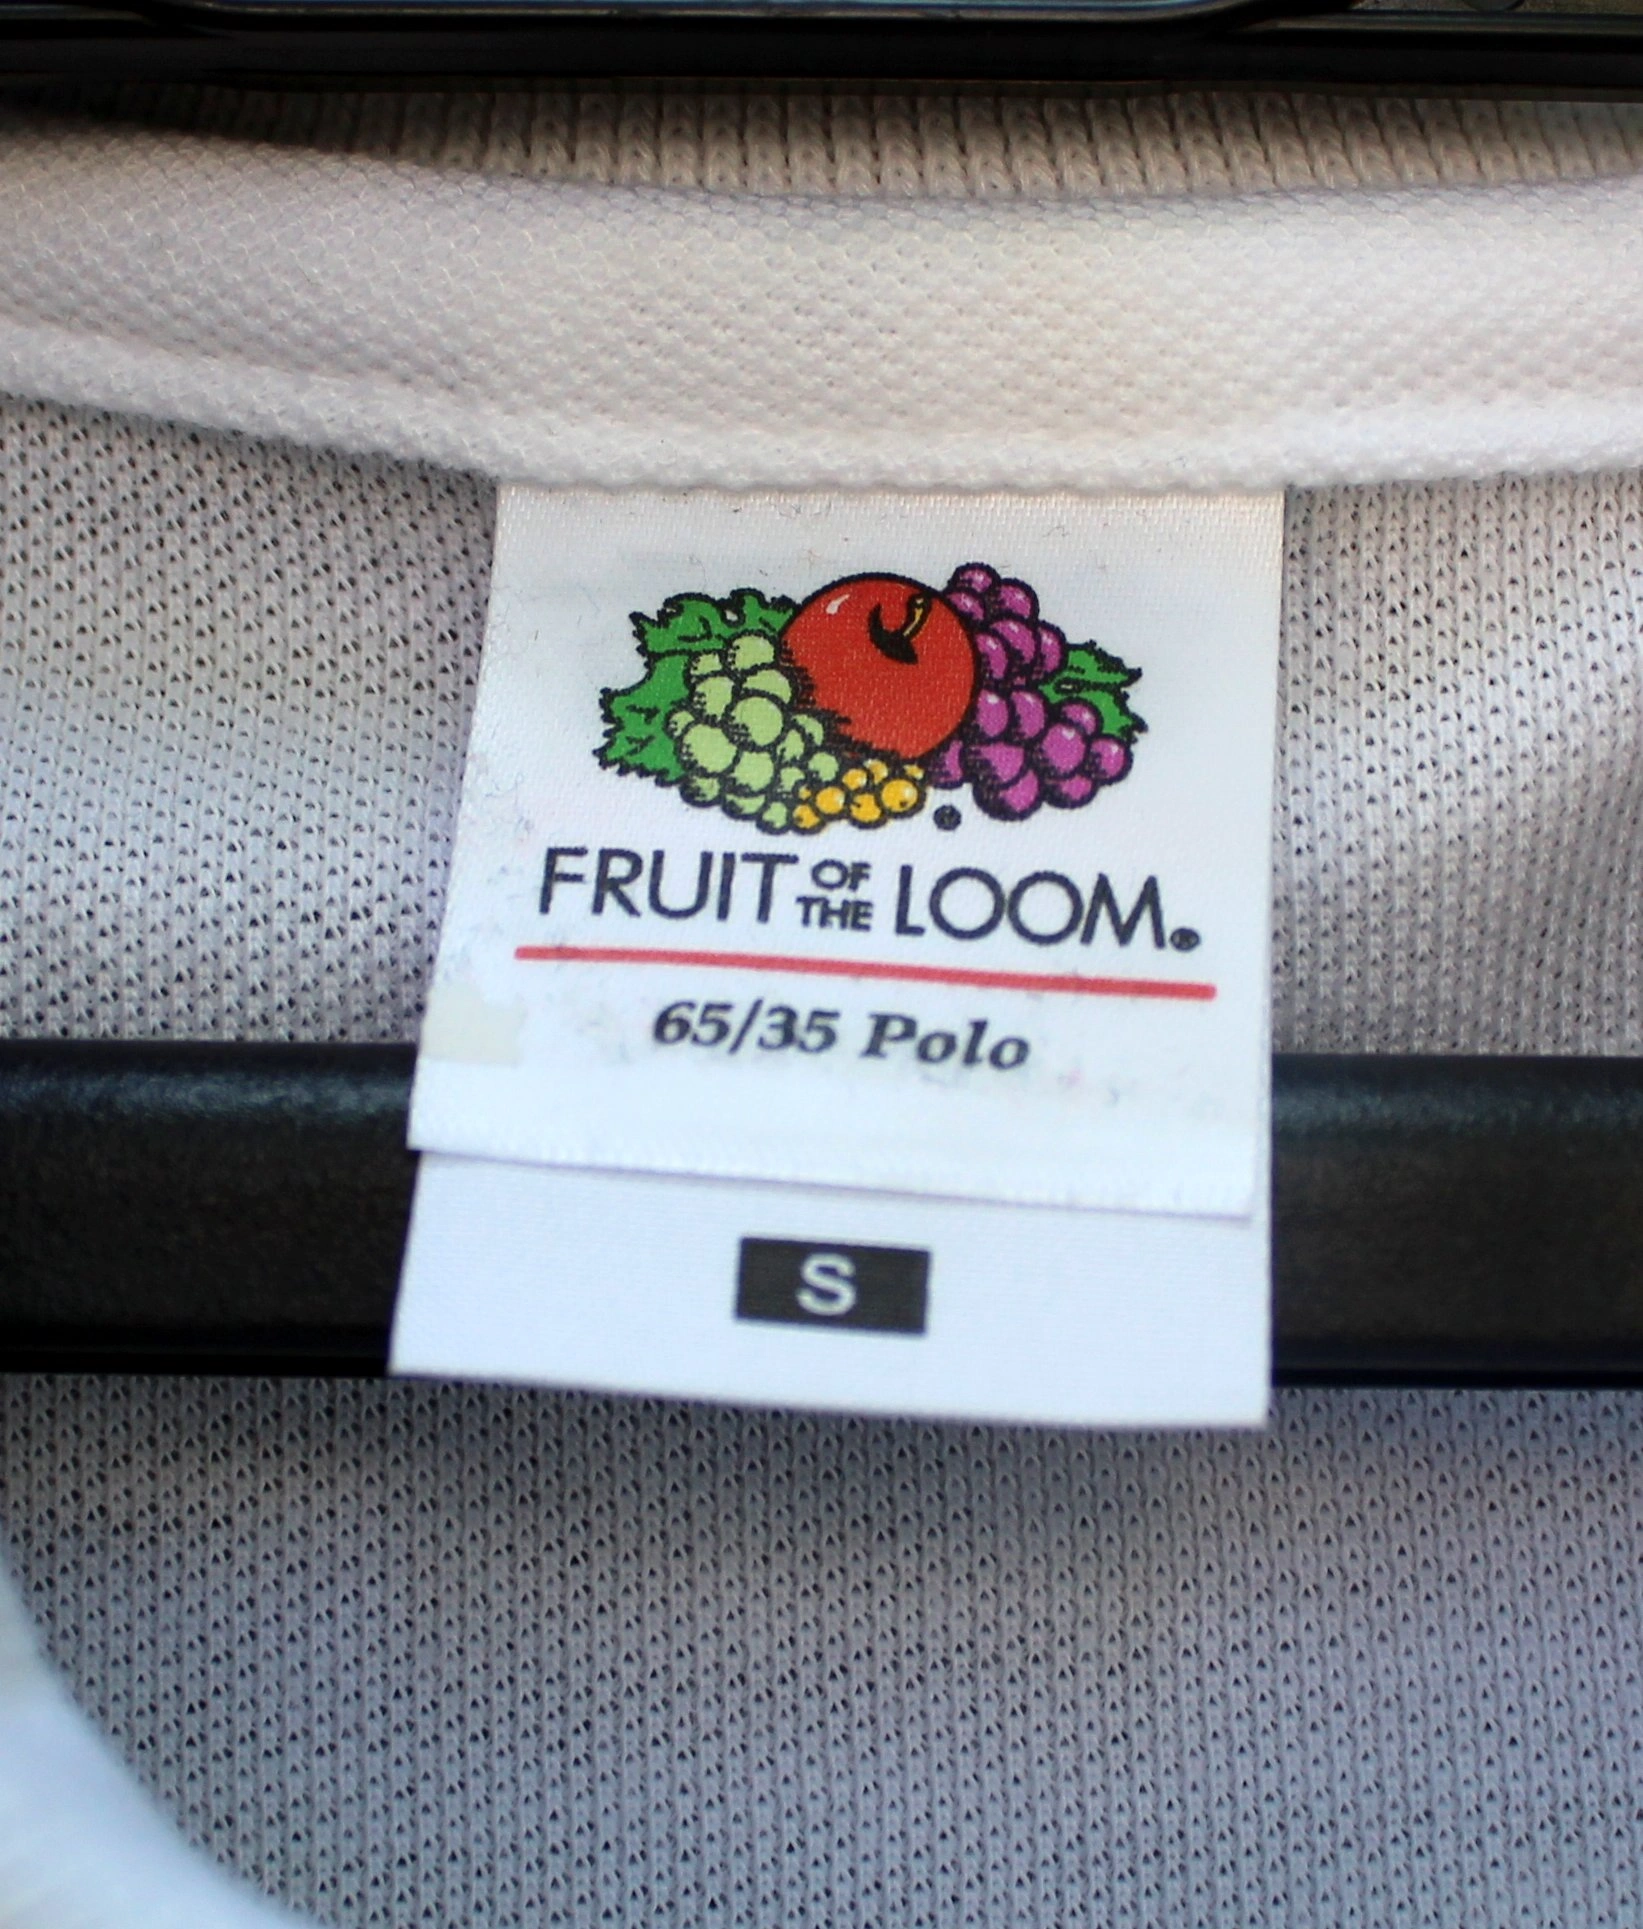 FRUIT OF THE LOOM®
65/35 Polo
S